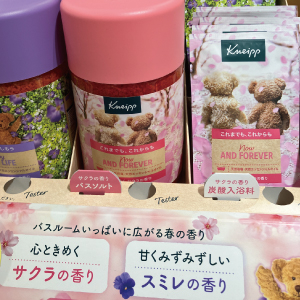 Kneipp
これまでも、これからも
Now
AND FOREVER
Kneipp
これまでも、これからも
AND FOREVER
LIFE
サクラの香り
バスソルト
サクラの香り
炭酸入浴料
Tester
Tester
バスルームいっぱいに広がる春の香り
心ときめく
サクラの香り
甘くみずみずしい
スミレの香り